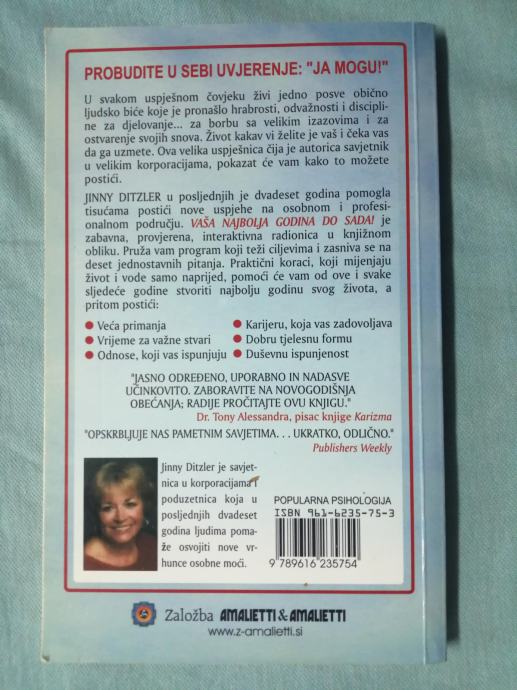 PROBUDITE U SEBI UVJERENJE: "JA MOGU!"
U svakom uspješnom čovjeku živi jedno posve obično
ljudsko biće koje je pronašlo hrabrosti, odvažnosti i discipli-
ne za djelovanje... za borbu sa velikim izazovima i za
ostvarenje svojih snova. Život kakav vi želite je vaš i čeka vas
da ga uzmete. Ova velika uspješnica čija je autorica savjetnik
u velikim korporacijama, pokazat će vam kako to možete
postići.
JINNY DITZLER u posljednjih je dvadeset godina pomogla
tisućama postići nove uspjehe na osobnom i profesi-
onalnom području. VAŠA NAJBOLJA GODINA DO SADA! je
zabavna, provjerena, interaktivna radionica u knjižnom
obliku. Pruža vam program koji teži ciljevima i zasniva se na
deset jednostavnih pitanja. Praktični koraci, koji mijenjaju
život i vode samo naprijed, pomoći će vam od ove i svake
sljedeće godine stvoriti najbolju godinu svog života, a
pritom postići:
● Veća primanja
● Vrijeme za važne stvari
● Odnose, koji vas ispunjuju
● Karijeru, koja vas zadovoljava
● Dobru tjelesnu formu
● Duševnu ispunjenost
"JASNO ODREĐENO, UPORABNO IN NADASVE
UČINKOVITO. ZABORAVITE NA NOVOGODIŠNJA
OBEĆANJA; RADIJE PROČITAJTE OVU KNJIGU."
Dr. Tony Alessandra, pisac knjige Karizma
"OPSKRBLJUJE NAS PAMETNIM SAVJETIMA. . . UKRATKO, ODLIČNO."
Publishers Weekly
Jinny Ditzler je savjet-
nica u korporacijama i
poduzetnica koja u
posljednjih dvadeset
godina ljudima poma-
že osvojiti nove vr-
hunce osobne moći.
POPULARNA PSIHOLOGIJA
ISBN 961-6235-75-3
9 789616 235754
Založba AMALIETTI & AMALIETTI
www.z-amalietti.si